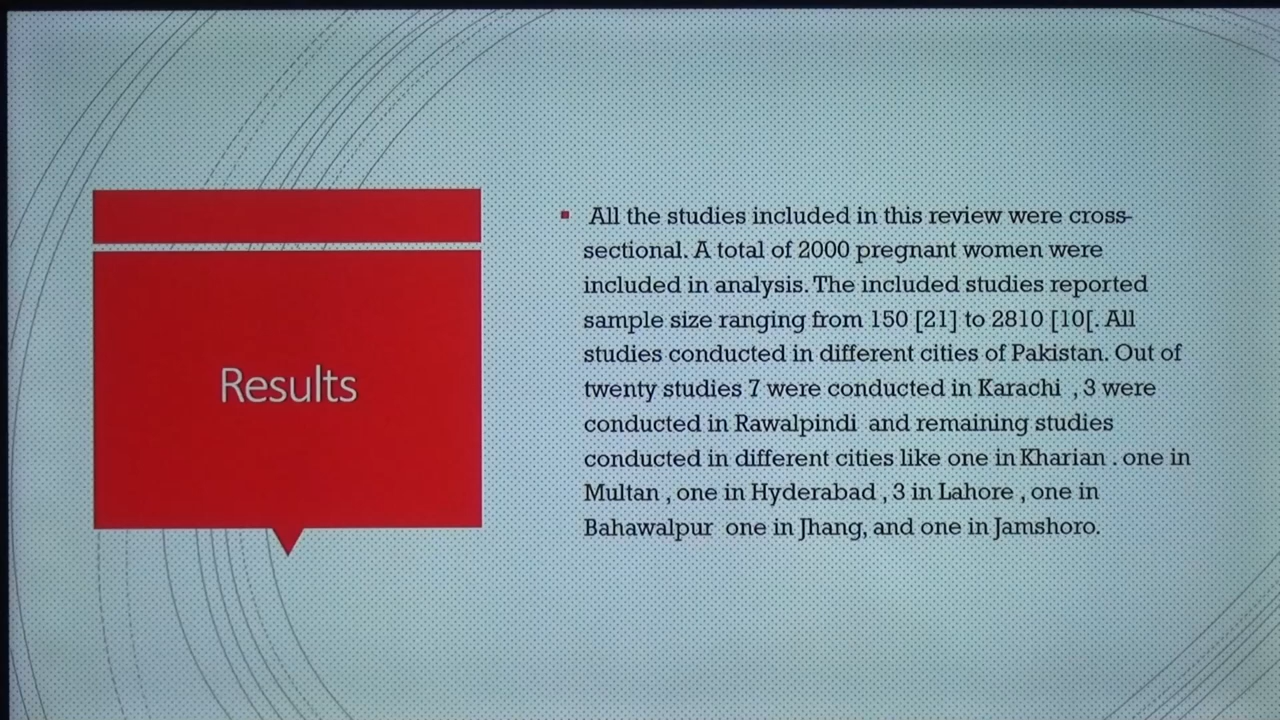 Results
All the studies included in this review were cross-
sectional. A total of 2000 pregnant women were
included in analysis. The included studies reported
sample size ranging from 150 [21] to 2810 [10[. All
studies conducted in different cities of Pakistan. Out of
twenty studies 7 were conducted in Karachi , 3 were
conducted in Rawalpindi and remaining studies
conducted in different cities like one in Kharian . one in
Multan , one in Hyderabad , 3 in Lahore , one in
Bahawalpur one in Jhang, and one in Jamshoro.